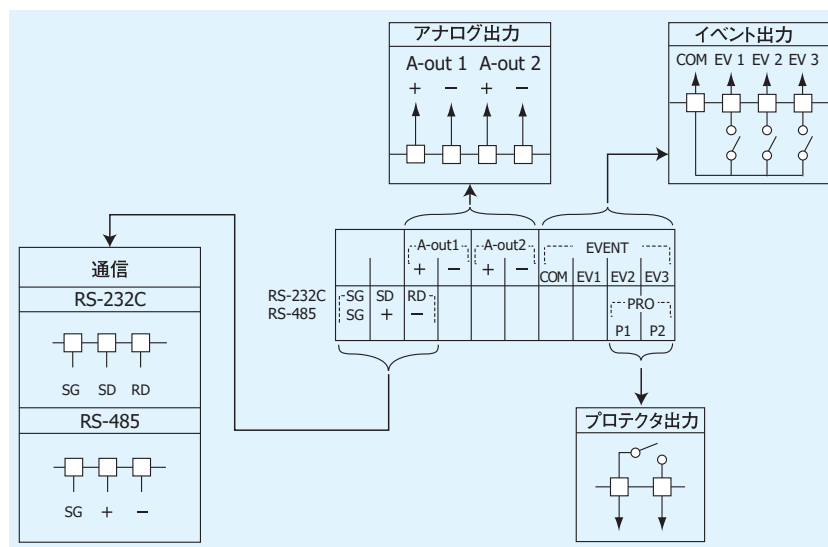 アナログ出力
A-out 1 A-out 2
+ − + −
イベント出力
COM EV 1 EV 2 EV 3
A-out1 A-out2 EVENT
+ − + −
COM EV1 EV2 EV3
RS-232C SG SD RD
RS-485 SG + −
PRO
P1 P2
通信
RS-232C
SG SD RD
RS-485
SG + −
プロテクタ出力